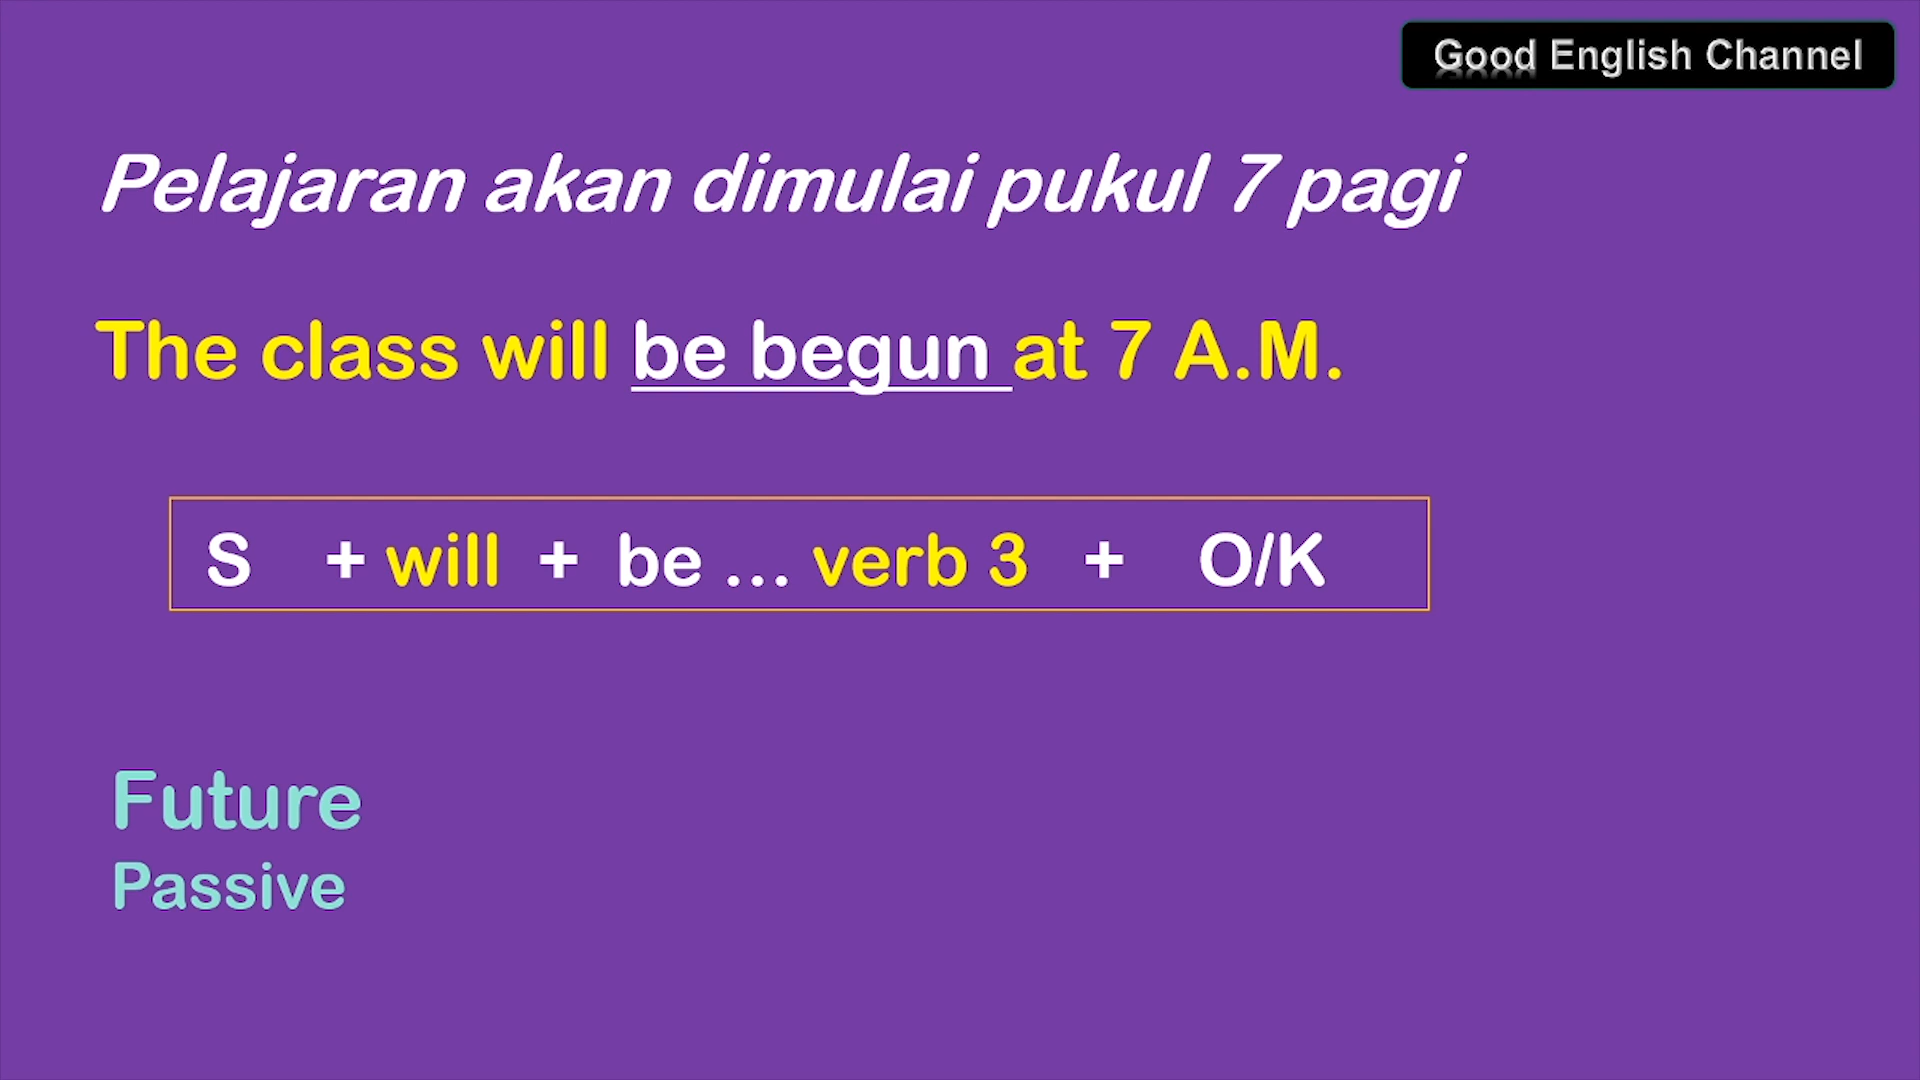 Good English Channel
Pelajaran akan dimulai pukul 7 pagi
The class will be begun at 7 A.M.
S + will + be ... verb 3 + O/K
Future
Passive